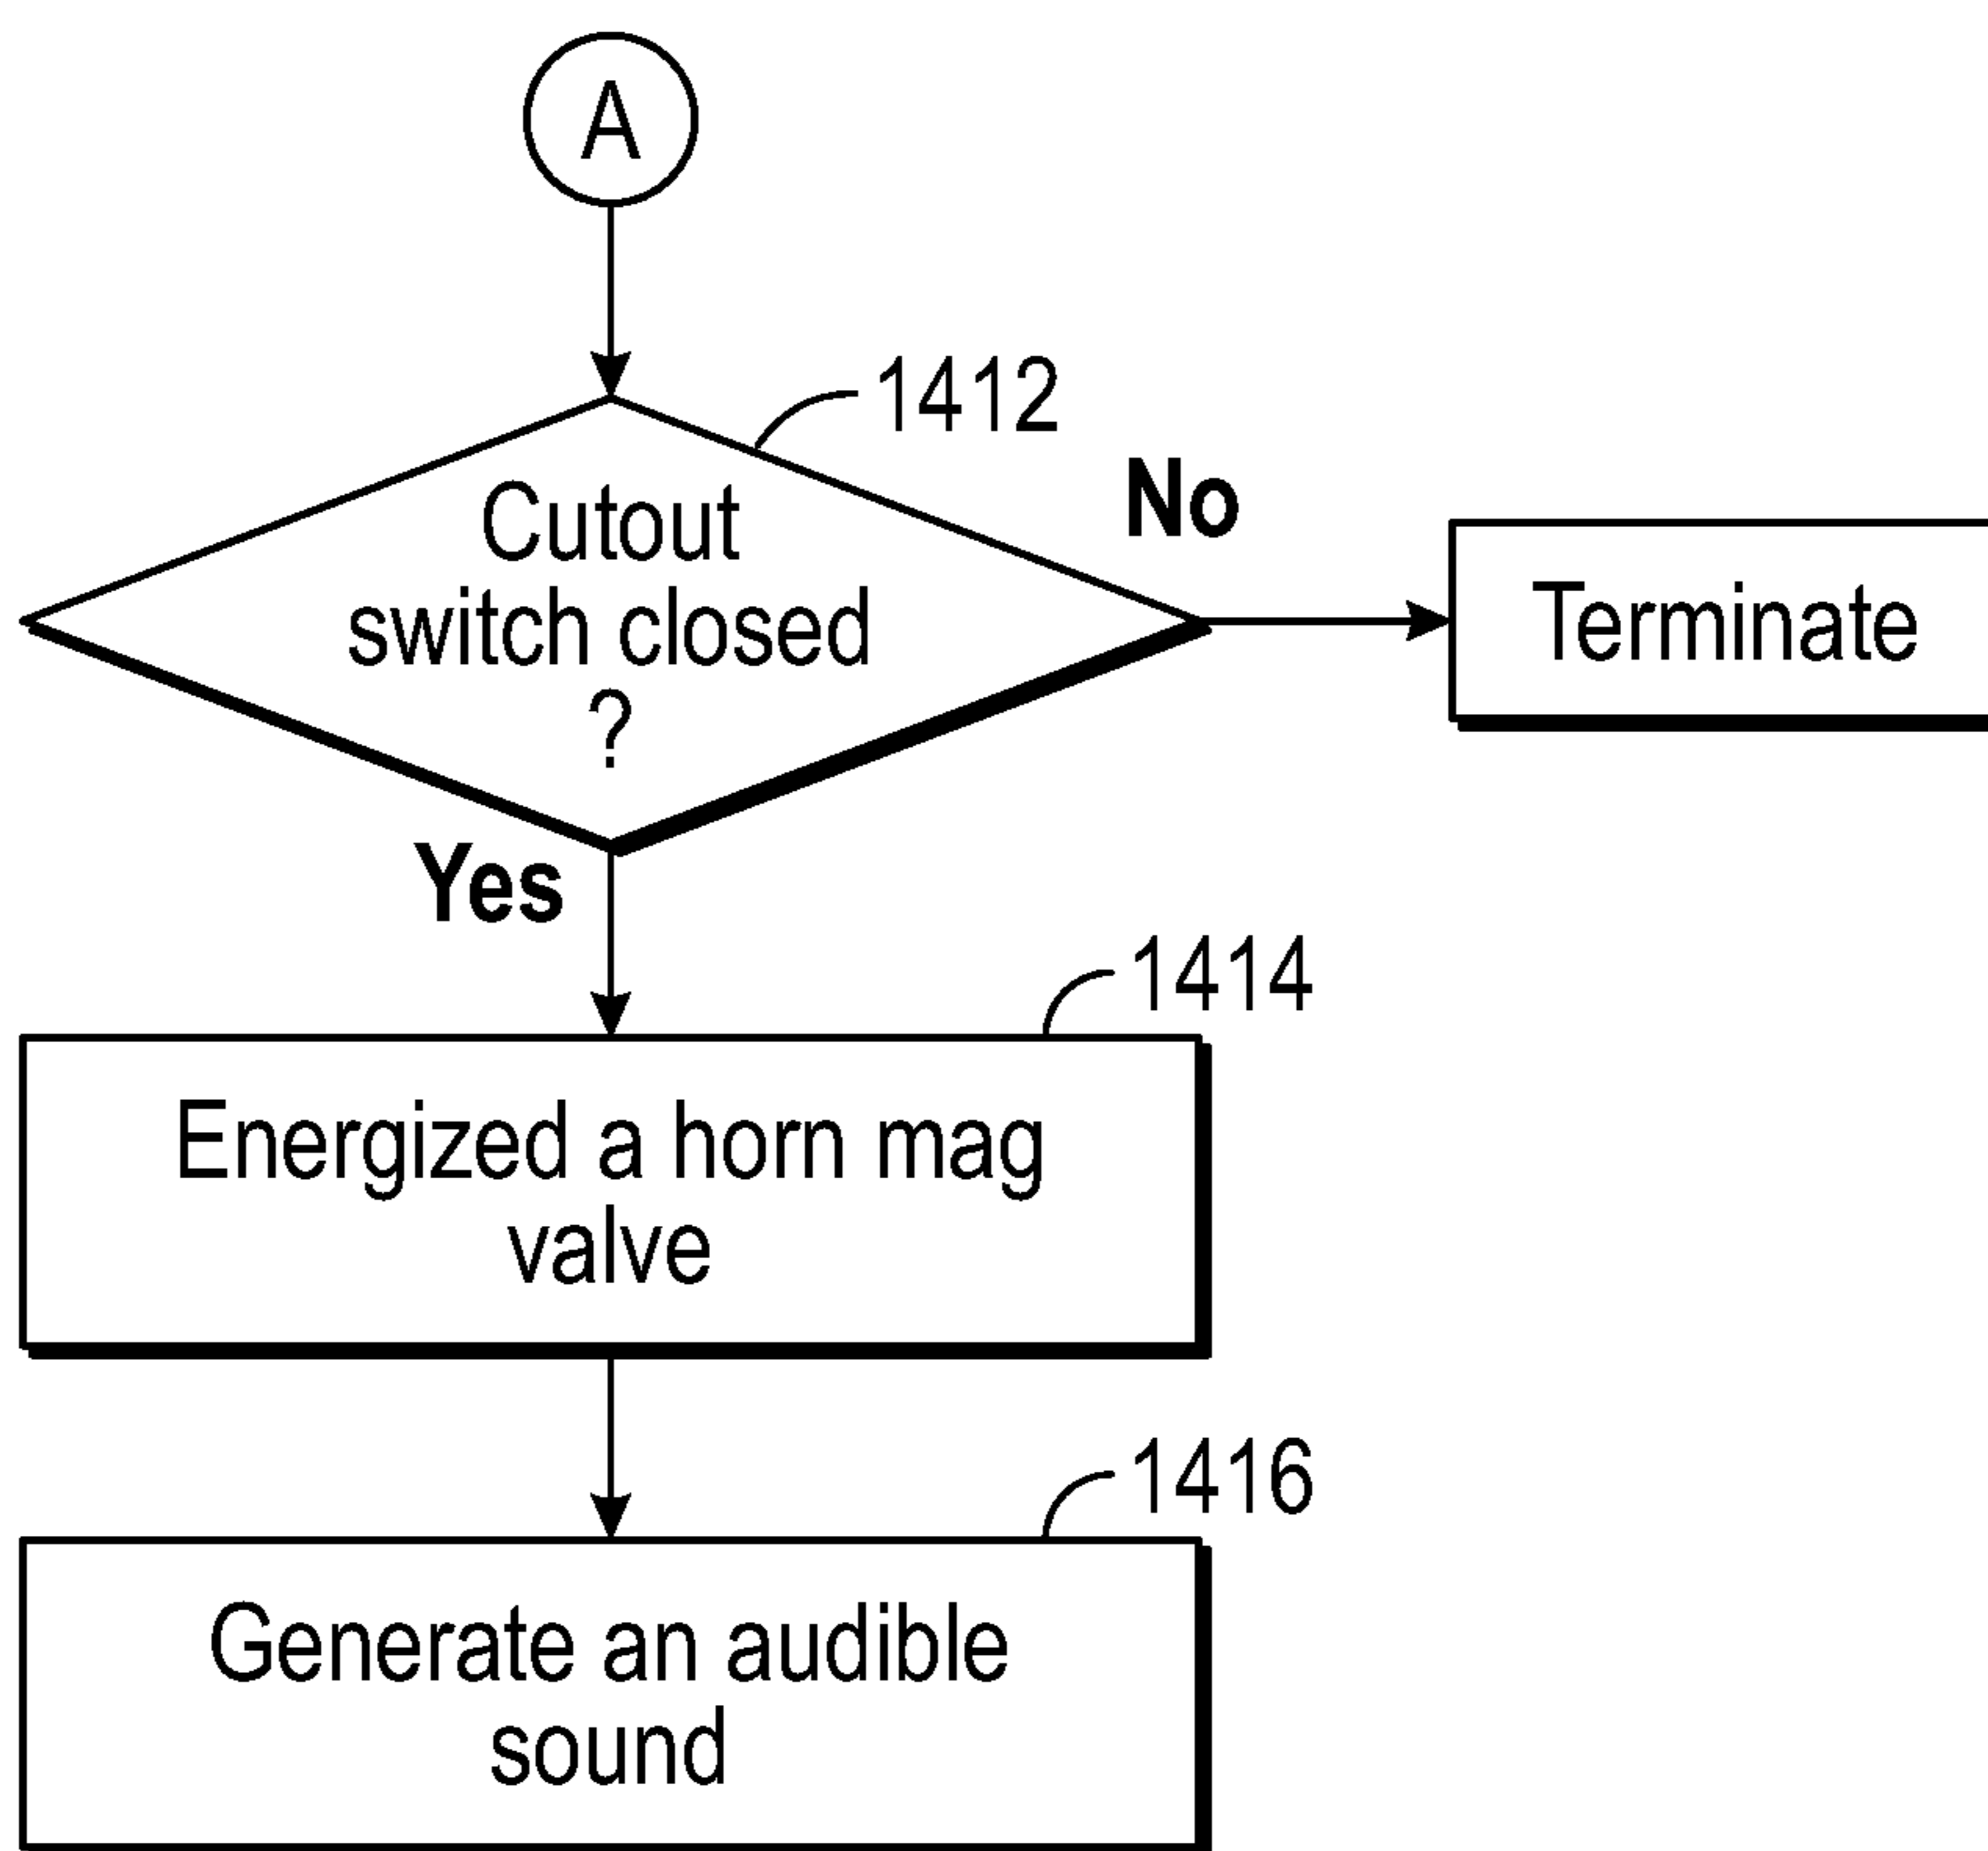 A
1412
Cutout
switch closed
?
No
Terminate
Yes
1414
Energized a horn mag
valve
1416
Generate an audible
sound